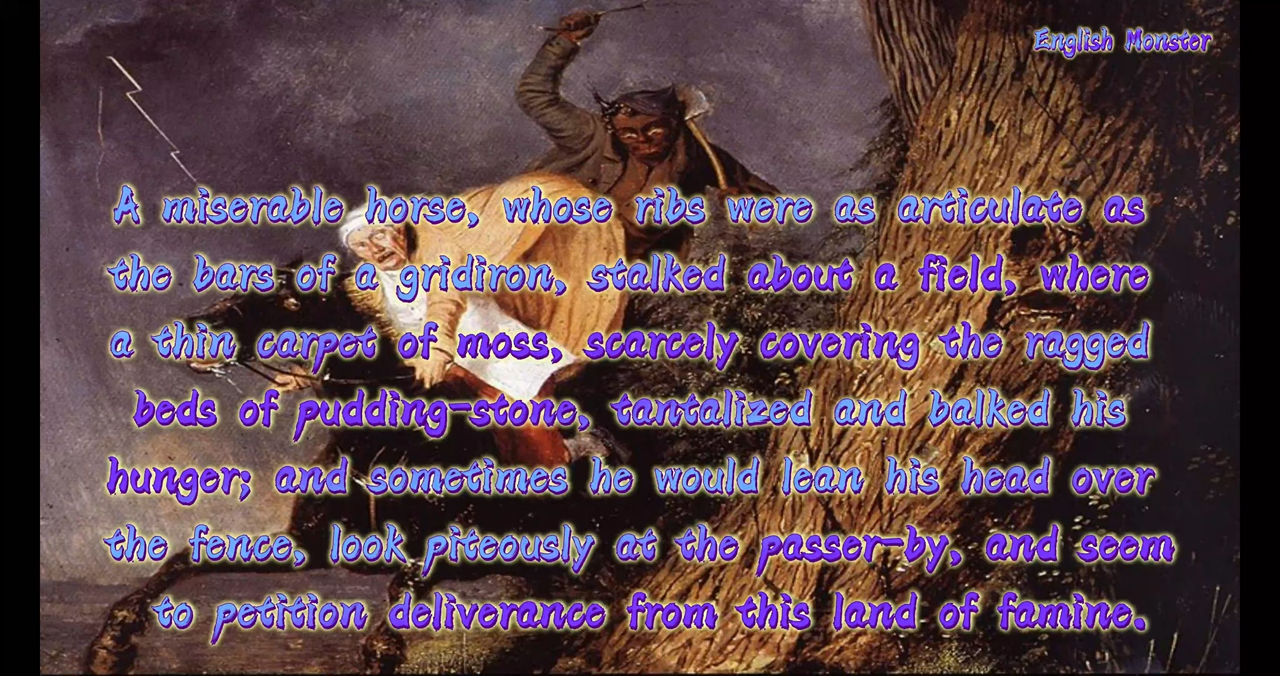 English Monster
A miserable horse, whose ribs were as articulate as
the bars of a gridiron, stalked about a field, where
a thin carpet of moss, scarcely covering the ragged
beds of pudding-stone, tantalized and balked his
hunger; and sometimes he would lean his head over
the fence, look piteously at the passer-by, and seem
to petition deliverance from this land of famine.